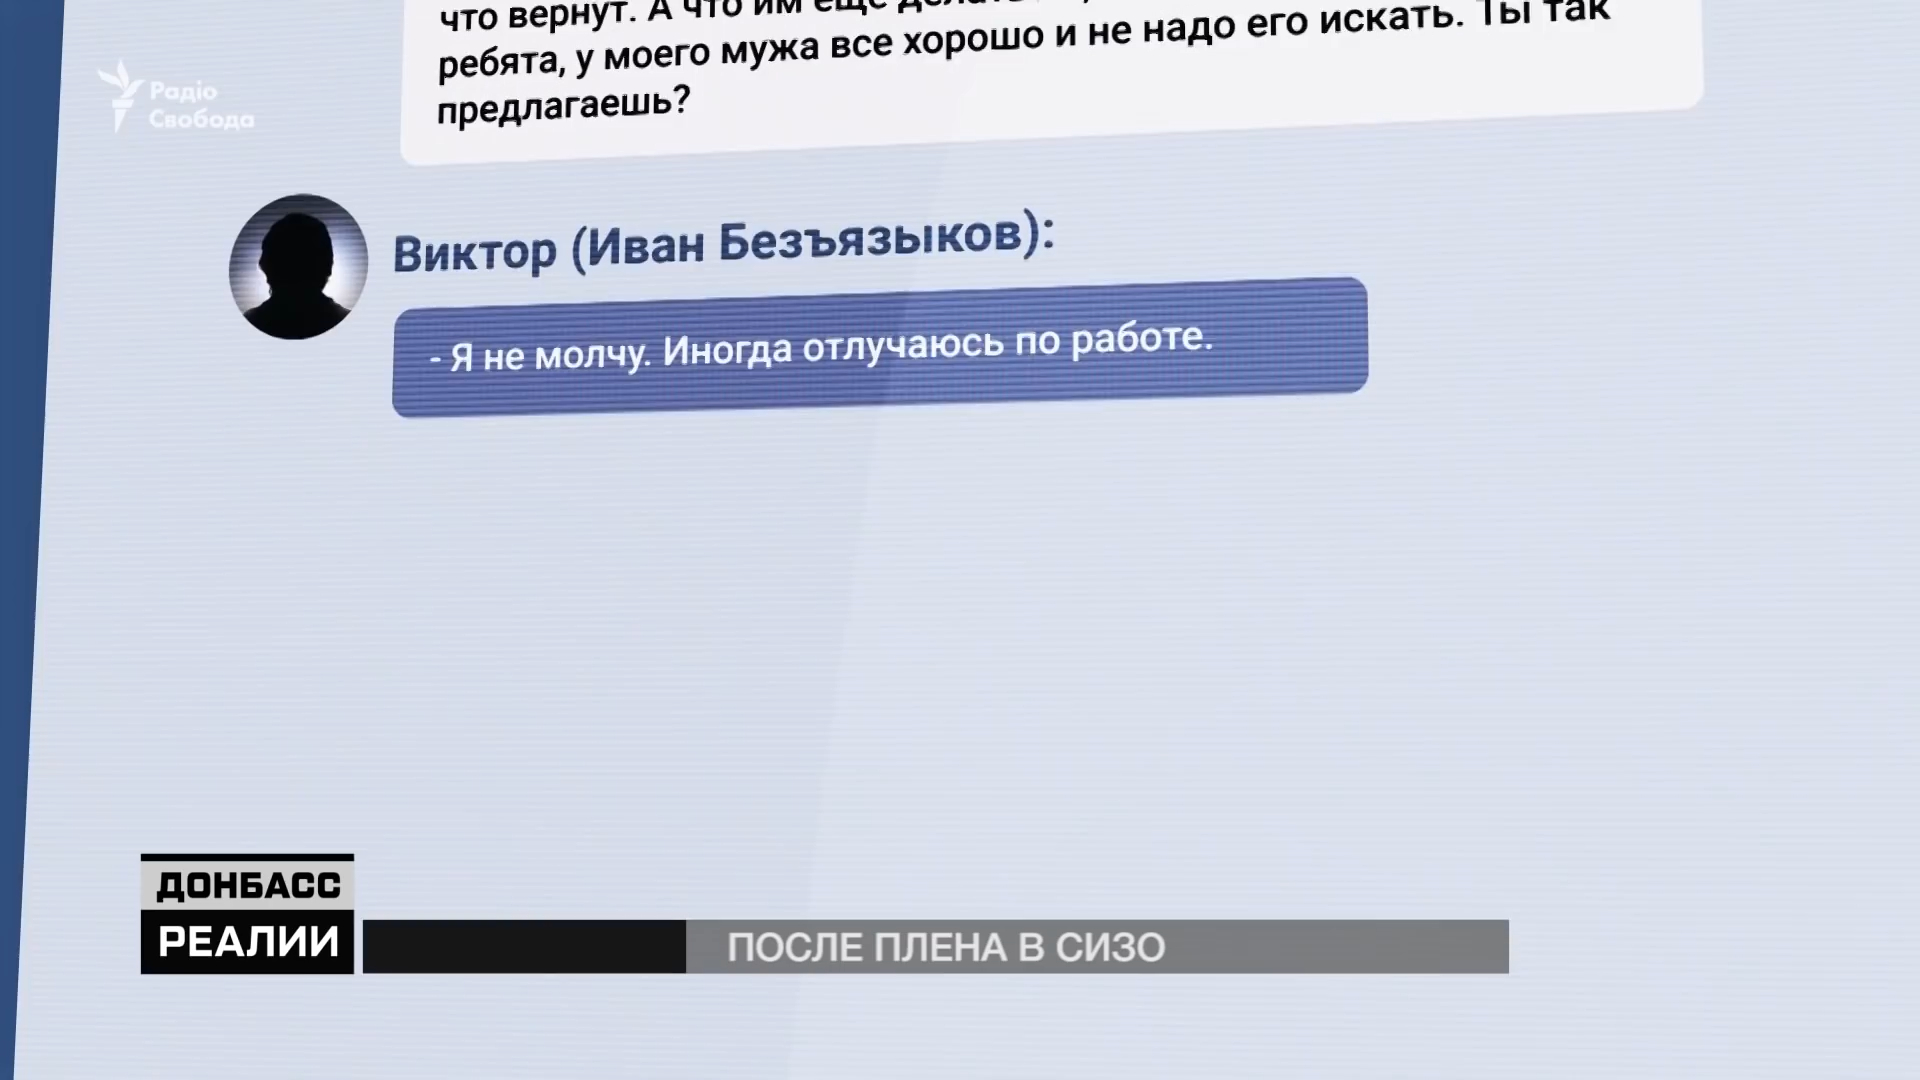 что вернут. А что им еще
ребята, у моего мужа все хорошо и не надо его искать. Ты так
предлагаешь?
Радіо
Свобода
Виктор (Иван Безъязыков):
- Я не молчу. Иногда отлучаюсь по работе.
ДОНБАСС
РЕАЛИИ
ПОСЛЕ ПЛЕНА В СИЗО